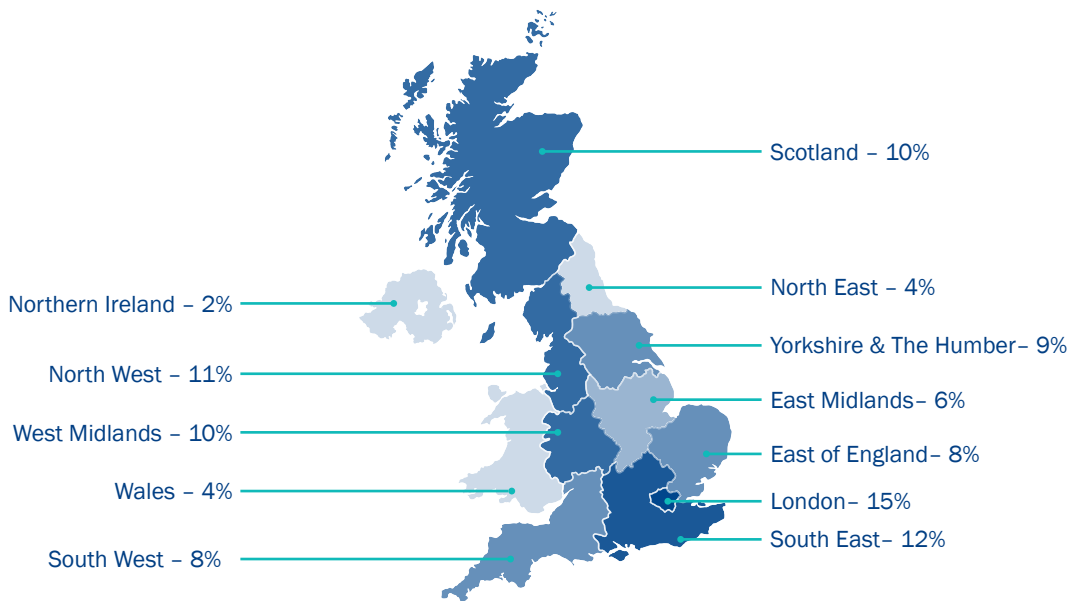 Scotland – 10%
North East – 4%
Northern Ireland – 2%
Yorkshire & The Humber– 9%
North West – 11%
East Midlands– 6%
West Midlands – 10%
East of England– 8%
Wales – 4%
London– 15%
South East– 12%
South West – 8%